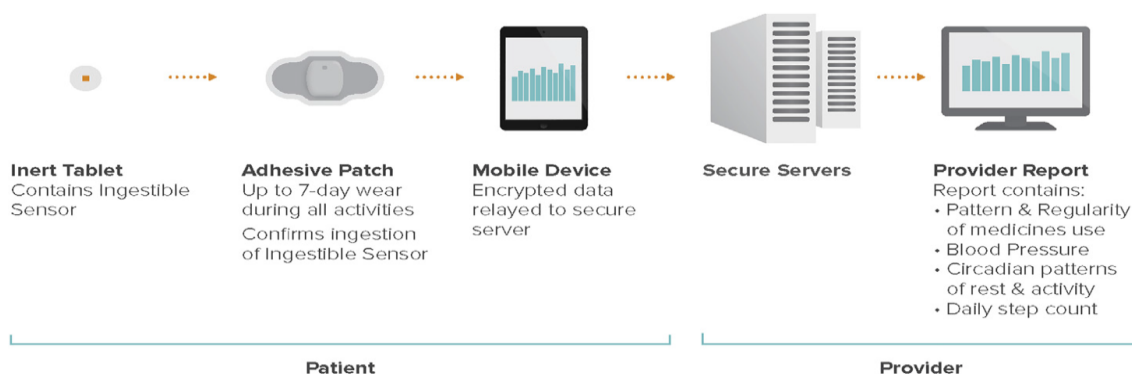 Inert Tablet
Contains Ingestible
Sensor
Adhesive Patch
Up to 7-day wear
during all activities
Confirms ingestion
of Ingestible Sensor
Mobile Device
Encrypted data
relayed to secure
server
Secure Servers
Provider Report
Report contains:
• Pattern & Regularity
of medicines use
• Blood Pressure
• Circadian patterns
of rest & activity
• Daily step count
Patient
Provider